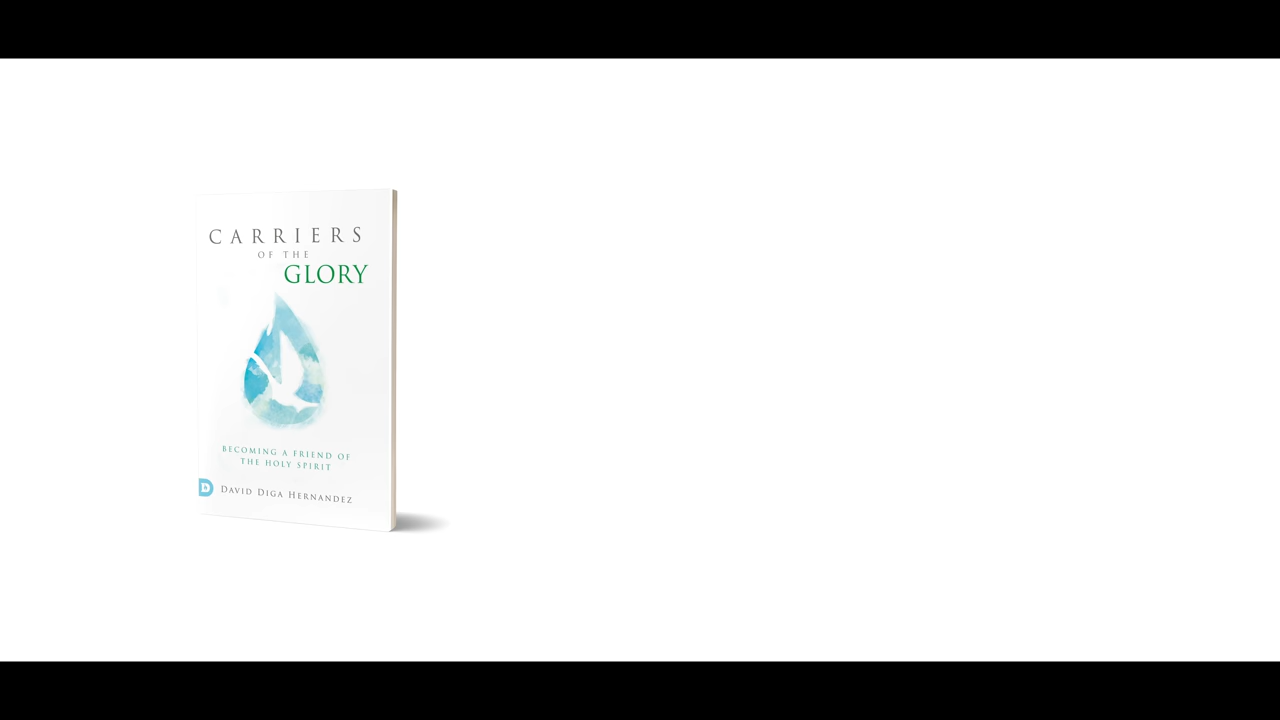 CARRIERS
OF THE
GLORY
BECOMING A FRIEND OF
THE HOLY SPIRIT
DAVID DIGA HERNANDEZ